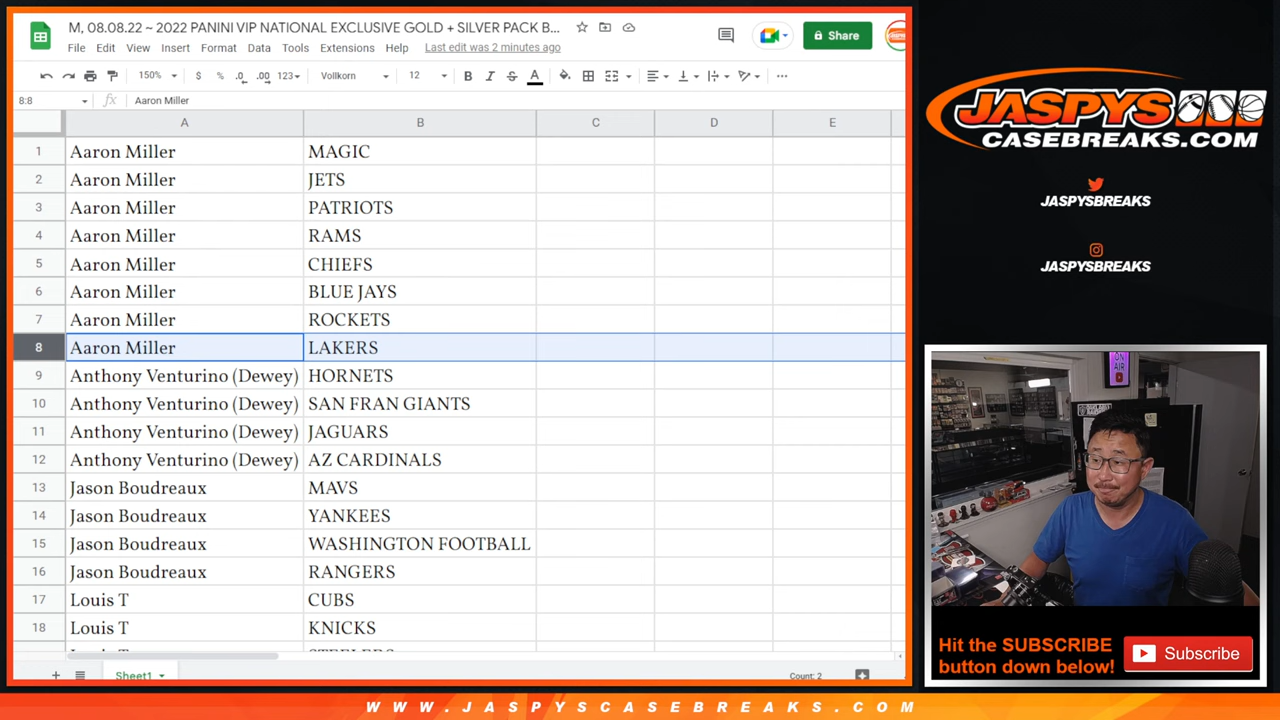 M, 08.08.22 ~ 2022 PANINI VIP NATIONAL EXCLUSIVE GOLD + SILVER PACK B...
File Edit View Insert Format Data Tools Extensions Help Last edit was 2 minutes ago
Share
150% $ % .0 .00 123 Vollkorn 12 B I S A
8:8 fx Aaron Miller
A B C D E
1 Aaron Miller MAGIC
2 Aaron Miller JETS
3 Aaron Miller PATRIOTS
4 Aaron Miller RAMS
5 Aaron Miller CHIEFS
6 Aaron Miller BLUE JAYS
7 Aaron Miller ROCKETS
8 Aaron Miller LAKERS
9 Anthony Venturino (Dewey) HORNETS
10 Anthony Venturino (Dewey) SAN FRAN GIANTS
11 Anthony Venturino (Dewey) JAGUARS
12 Anthony Venturino (Dewey) AZ CARDINALS
13 Jason Boudreaux MAVS
14 Jason Boudreaux YANKEES
15 Jason Boudreaux WASHINGTON FOOTBALL
16 Jason Boudreaux RANGERS
17 Louis T CUBS
18 Louis T KNICKS
Sheet1
Count: 2
JASPYS
CASEBREAKS.COM
JASPYSBREAKS
JASPYSBREAKS
ON
AIR
Hit the SUBSCRIBE
button down below!
Subscribe
WWW.JASPYSCASEBREAKS.COM